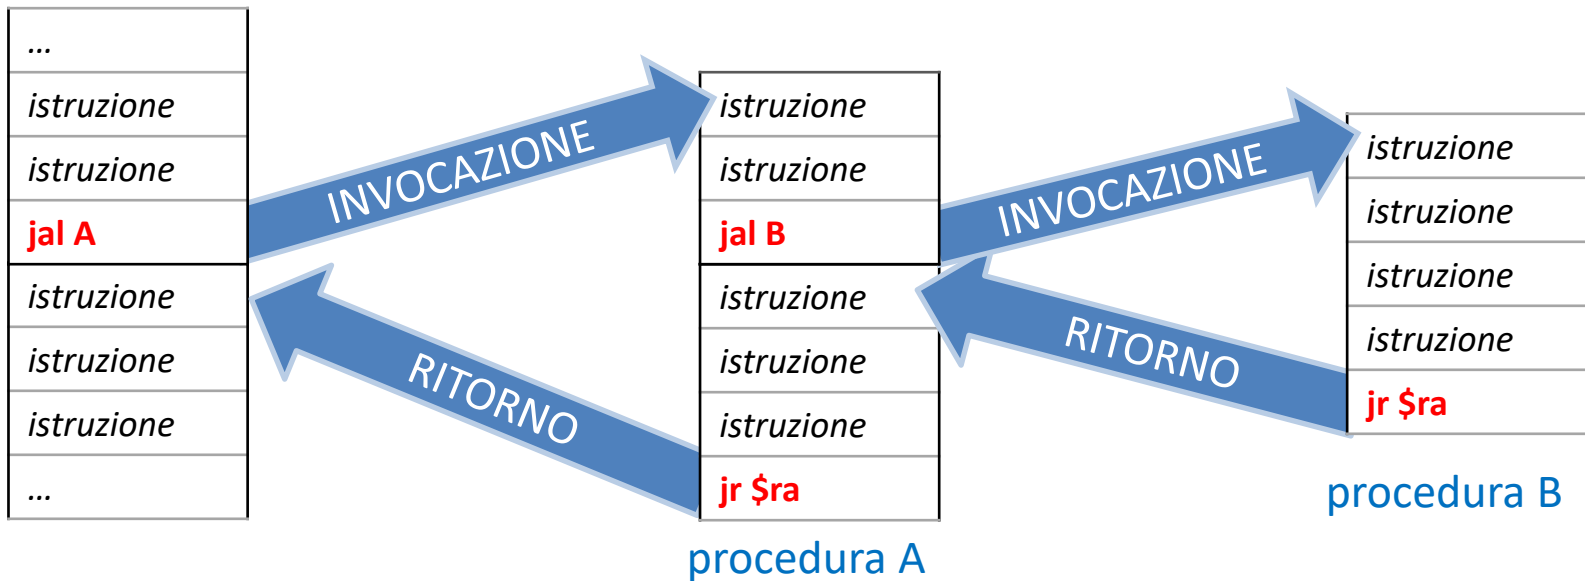 …
istruzione
istruzione
jal A
istruzione
istruzione
istruzione
…
INVOCAZIONE
RITORNO
istruzione
istruzione
jal B
istruzione
istruzione
istruzione
jr $ra
procedura A
INVOCAZIONE
RITORNO
istruzione
istruzione
istruzione
istruzione
jr $ra
procedura B